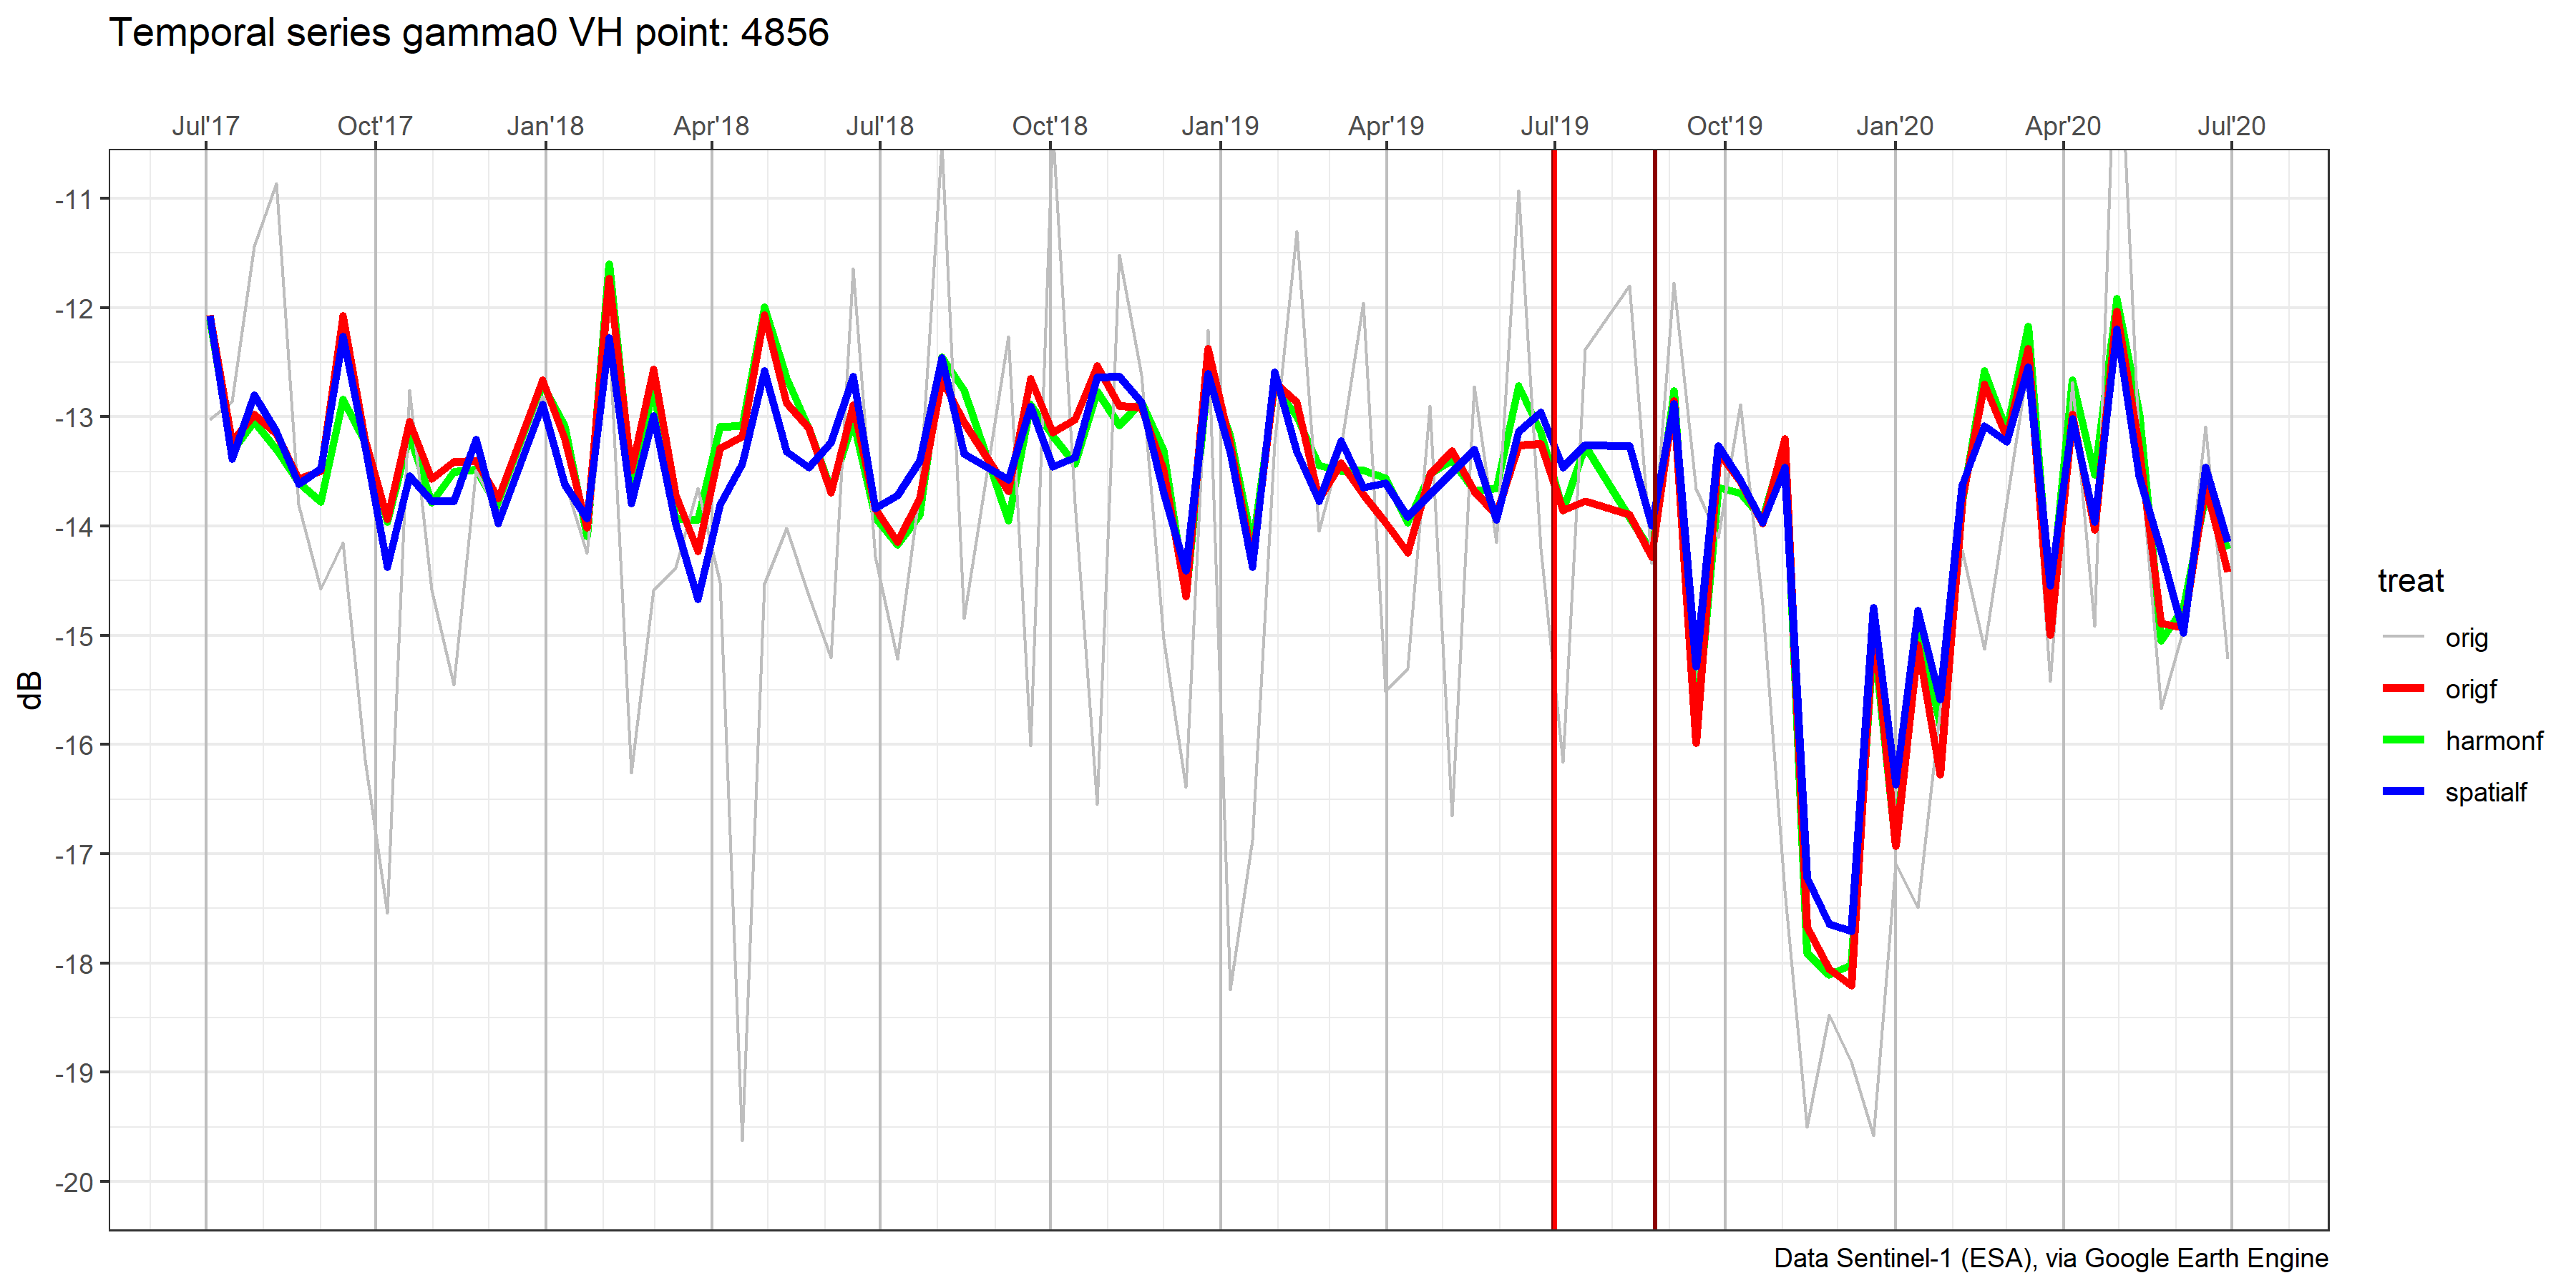 Temporal series gamma0 VH point: 4856
Jul'17 Oct'17 Jan'18 Apr'18 Jul'18 Oct'18 Jan'19 Apr'19 Jul'19 Oct'19 Jan'20 Apr'20 Jul'20
-11
-12
-13
-14
-15
-16
-17
-18
-19
-20
dB
treat
orig
origf
harmonf
spatialf
Data Sentinel-1 (ESA), via Google Earth Engine